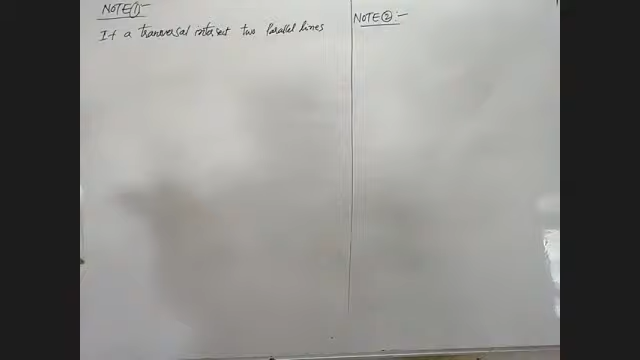 NOTE ① :-
If a transversal intersect two parallel lines
NOTE ② :-